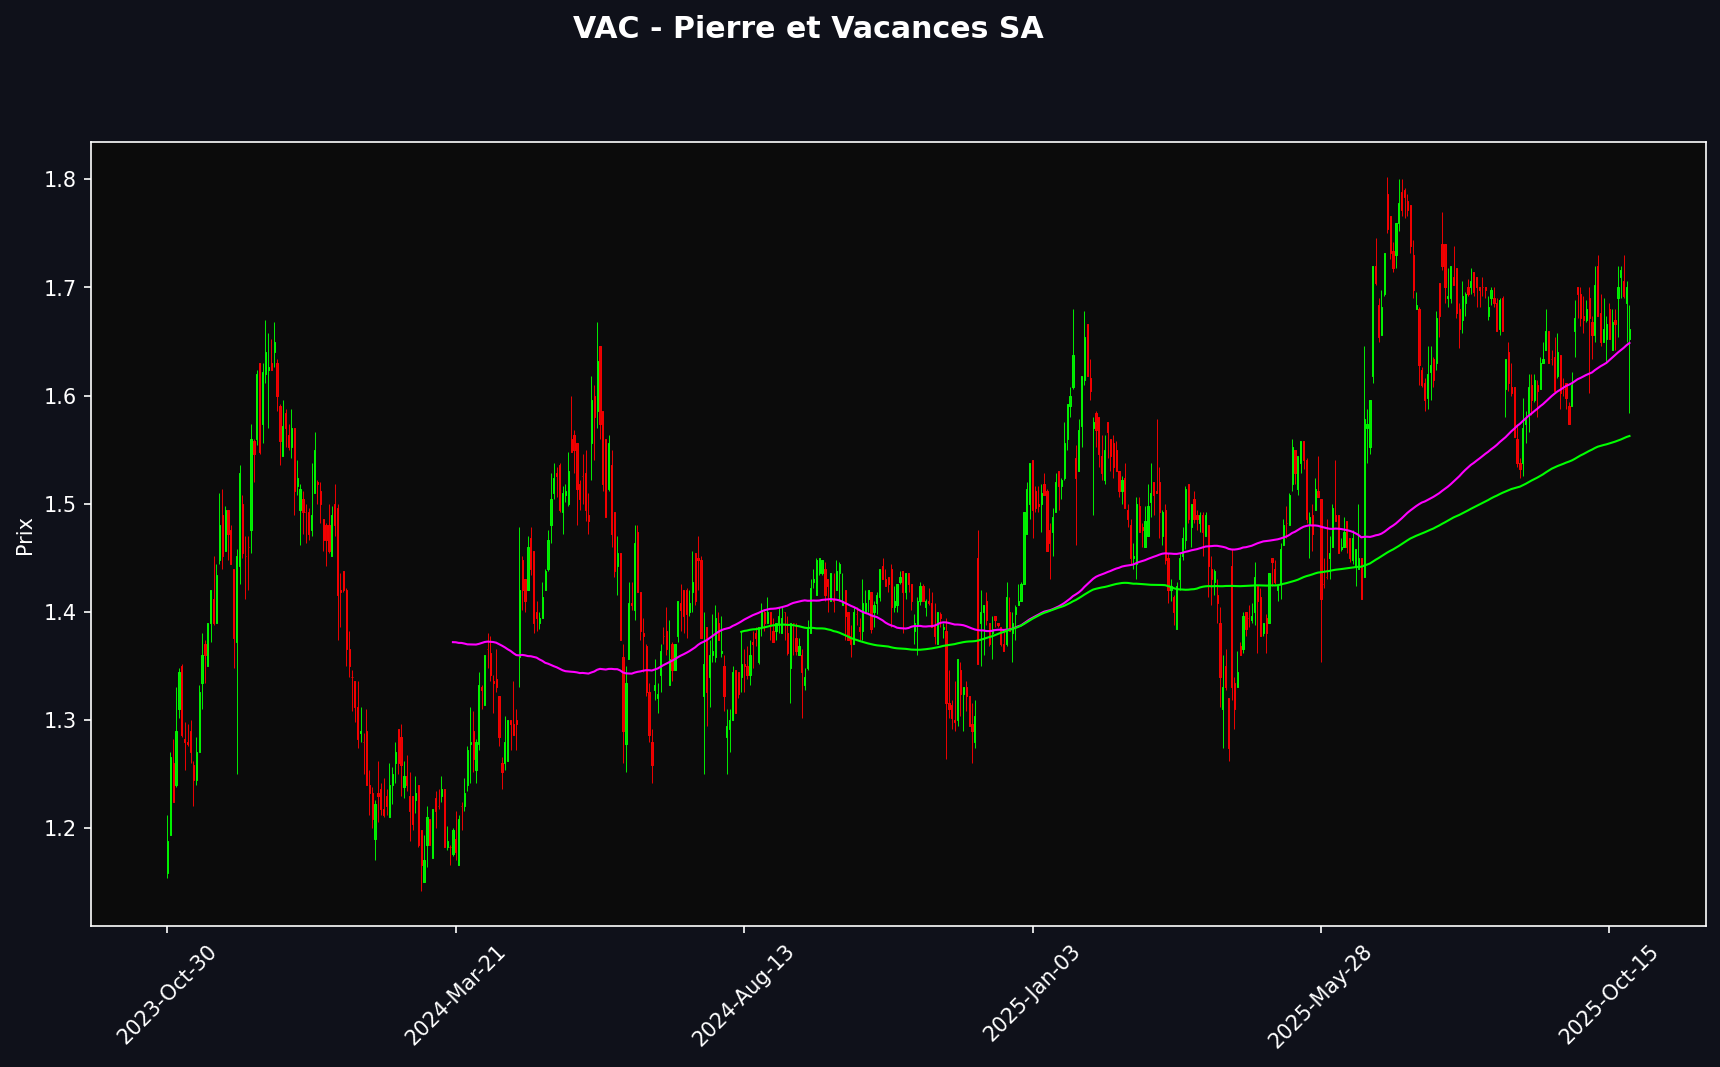 VAC - Pierre et Vacances SA
Prix
1.8
1.7
1.6
1.5
1.4
1.3
1.2
2023-Oct-30
2024-Mar-21
2024-Aug-13
2025-Jan-03
2025-May-28
2025-Oct-15